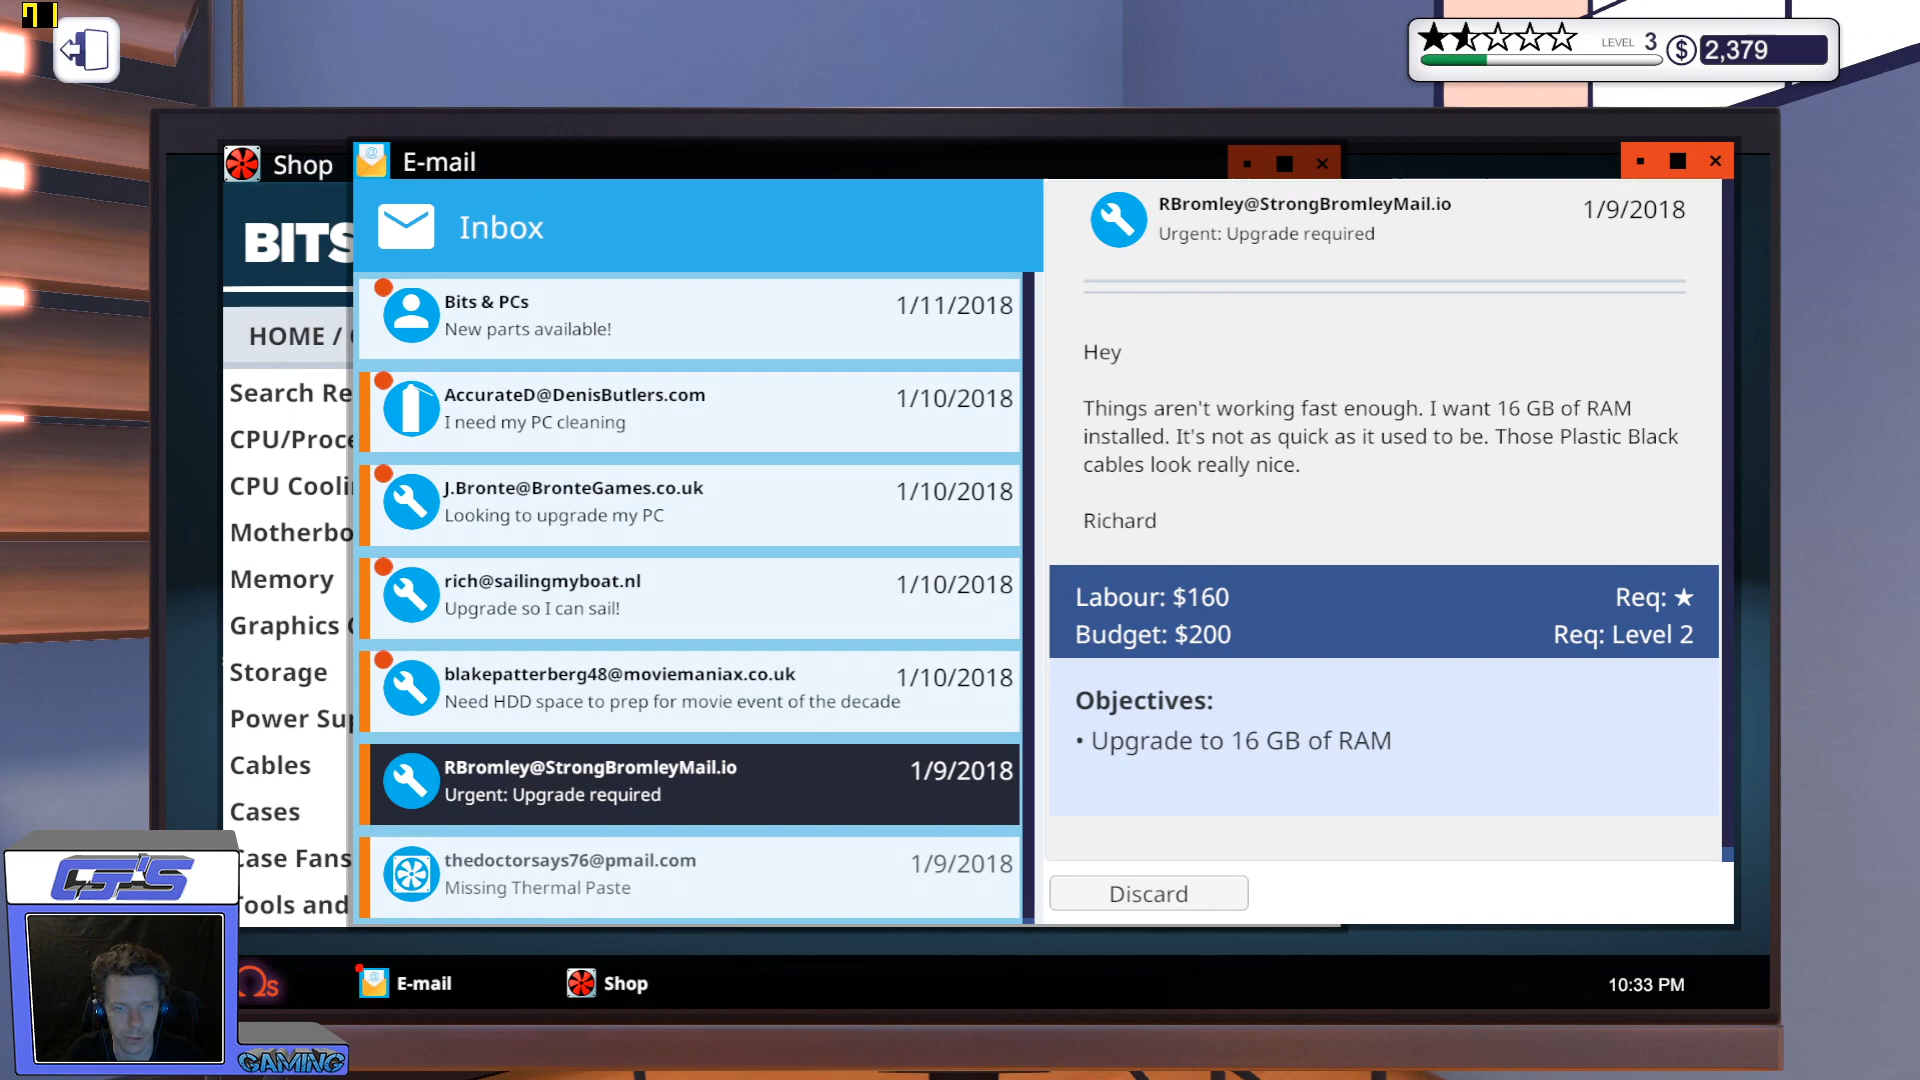 71
LEVEL 3
$ 2,379
Shop
E-mail
BITS
HOME /
Search Re
CPU/Proce
CPU Cooli
Motherbo
Memory
Graphics
Storage
Power Sup
Cables
Cases
Case Fans
Tools and
Inbox
Bits & PCs
1/11/2018
New parts available!
AccurateD@DenisButlers.com
1/10/2018
I need my PC cleaning
J.Bronte@BronteGames.co.uk
1/10/2018
Looking to upgrade my PC
rich@sailingmyboat.nl
1/10/2018
Upgrade so I can sail!
blakepatterberg48@moviemaniax.co.uk
1/10/2018
Need HDD space to prep for movie event of the decade
RBromley@StrongBromleyMail.io
1/9/2018
Urgent: Upgrade required
thedoctorsays76@pmail.com
1/9/2018
Missing Thermal Paste
RBromley@StrongBromleyMail.io
1/9/2018
Urgent: Upgrade required
Hey
Things aren't working fast enough. I want 16 GB of RAM
installed. It's not as quick as it used to be. Those Plastic Black
cables look really nice.
Richard
Labour: $160
Req: ★
Budget: $200
Req: Level 2
Objectives:
• Upgrade to 16 GB of RAM
Discard
E-mail
Shop
10:33 PM
CJ'S
GAMING